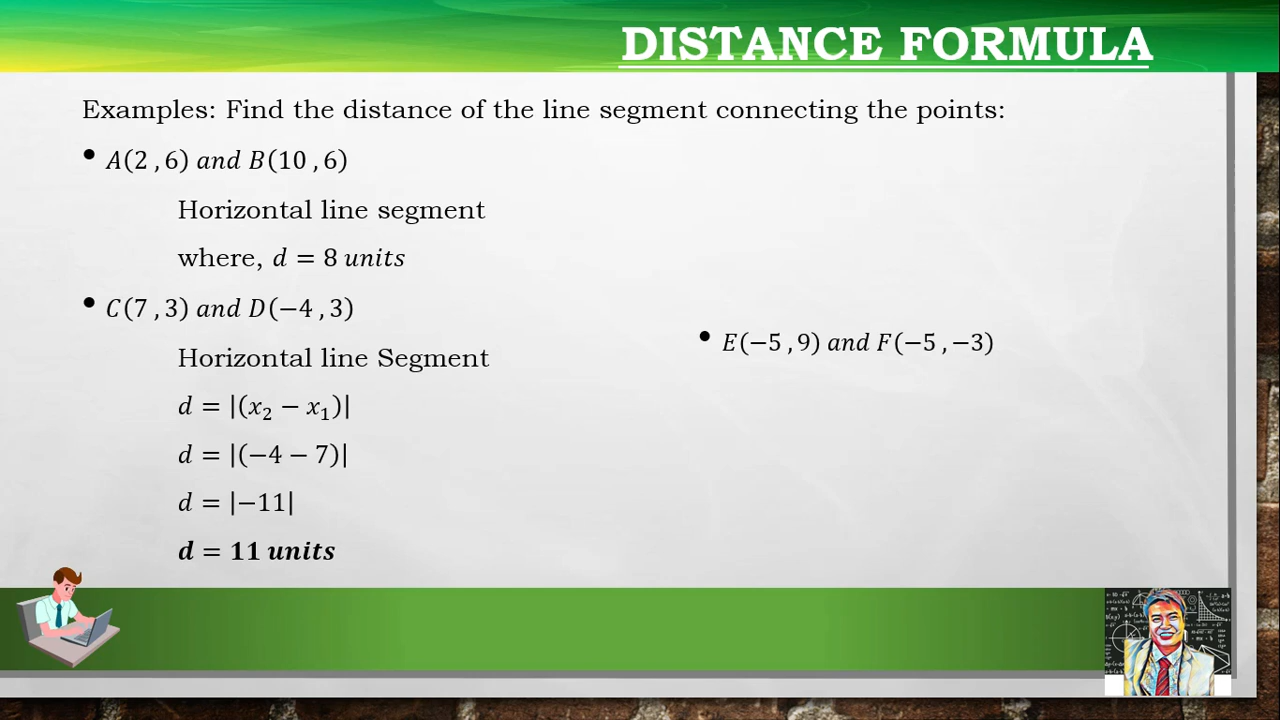 DISTANCE FORMULA
Examples: Find the distance of the line segment connecting the points:
• A(2 , 6) and B(10 , 6)
Horizontal line segment
where, d = 8 units
• C(7 , 3) and D(−4 , 3)
Horizontal line Segment
d = |(x₂ − x₁)|
d = |(−4 − 7)|
d = |−11|
d = 11 units
• E(−5 , 9) and F(−5 , −3)